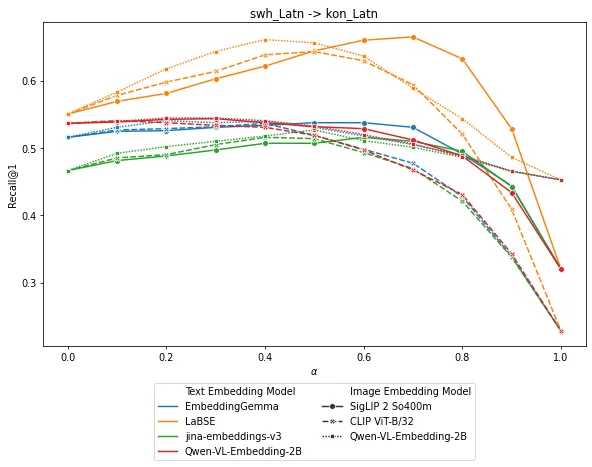 swh_Latn -> kon_Latn
Recall@1
0.6
0.5
0.4
0.3
0.0 0.2 0.4 0.6 0.8 1.0
α
Text Embedding Model Image Embedding Model
EmbeddingGemma SigLIP 2 So400m
LaBSE CLIP ViT-B/32
jina-embeddings-v3 Qwen-VL-Embedding-2B
Qwen-VL-Embedding-2B